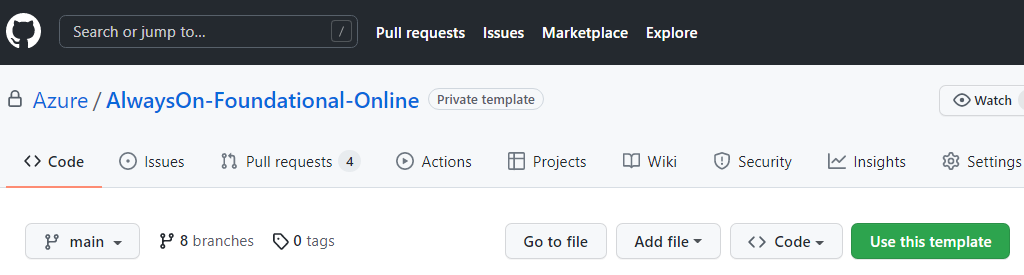 Search or jump to... / Pull requests Issues Marketplace Explore
Azure / AlwaysOn-Foundational-Online Private template Watch
Code Issues Pull requests 4 Actions Projects Wiki Security Insights Settings
main 8 branches 0 tags Go to file Add file Code Use this template